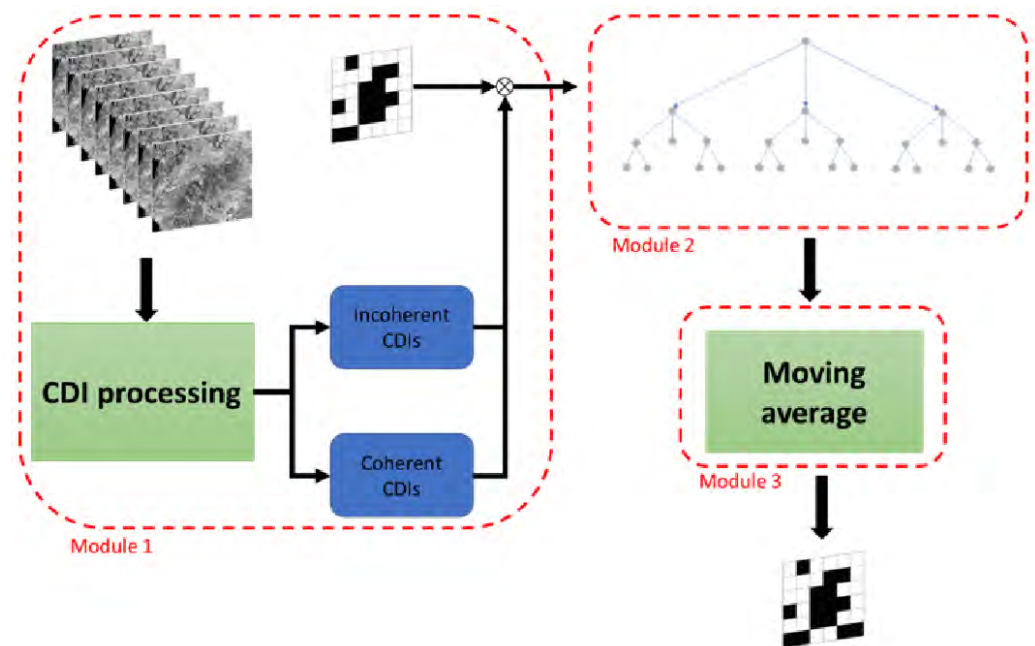 Module 2
Incoherent
CDIs
CDI processing
Moving
average
Coherent
CDIs
Module 3
Module 1